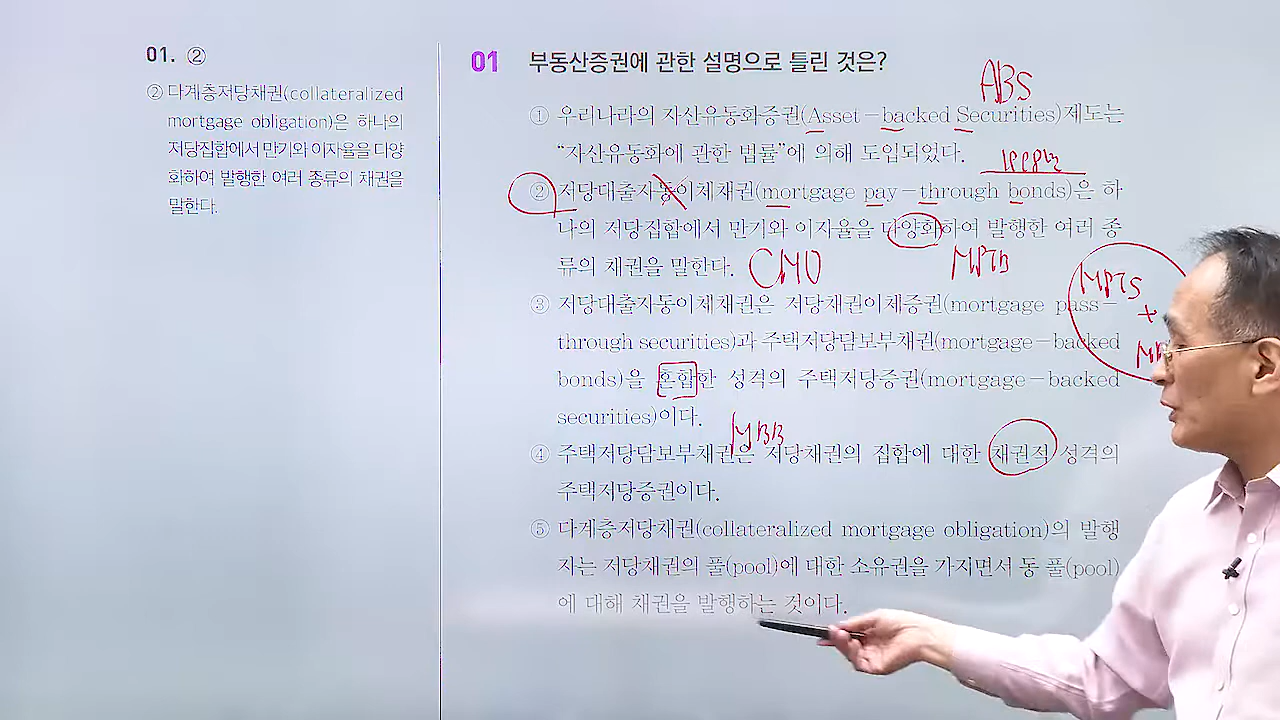 01. ②
② 다계층저당채권(collateralized
mortgage obligation)은 하나의
저당집합에서 만기와 이자율을 다양
화하여 발행한 여러 종류의 채권을
말한다.
01 부동산증권에 관한 설명으로 틀린 것은?
ABS
① 우리나라의 자산유동화증권(Asset-backed Securities)제도는
“자산유동화에 관한 법률”에 의해 도입되었다.
② 저당대출자동이체채권(mortgage pay-through bonds)은 하
나의 저당집합에서 만기와 이자율을 다양화하여 발행한 여러 종
류의 채권을 말한다.
CMO
MPTB
MPTS
+
③ 저당대출자동이체채권은 저당채권이체증권(mortgage pass-
through securities)과 주택저당담보부채권(mortgage-backed
bonds)을 혼합한 성격의 주택저당증권(mortgage-backed
securities)이다.
MBB
④ 주택저당담보부채권은 저당채권의 집합에 대한 채권적 성격의
주택저당증권이다.
⑤ 다계층저당채권(collateralized mortgage obligation)의 발행
자는 저당채권의 풀(pool)에 대한 소유권을 가지면서 동 풀(pool)
에 대해 채권을 발행하는 것이다.